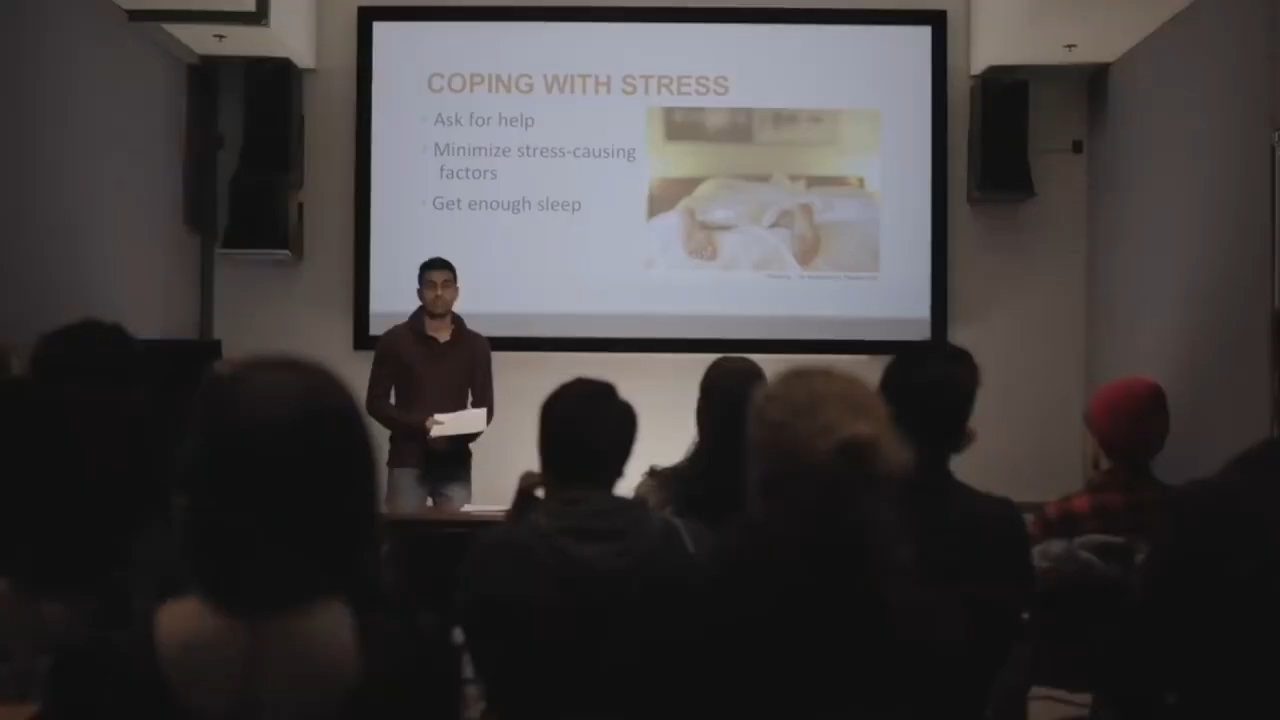 COPING WITH STRESS
Ask for help
Minimize stress-causing
factors
Get enough sleep